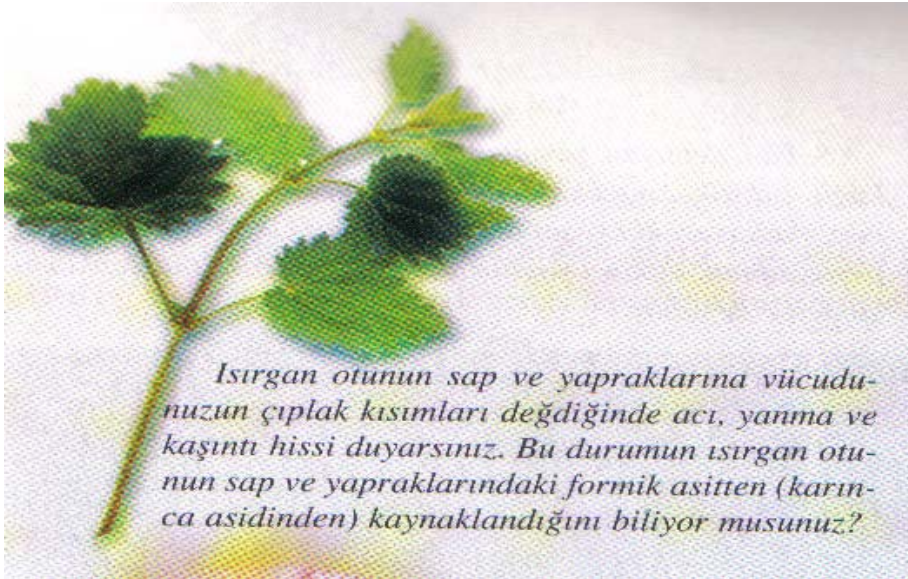 Isırgan otunun sap ve yapraklarına vücudu-
nuzun çıplak kısımları değdiğinde acı, yanma ve
kaşıntı hissi duyarsınız. Bu durumun ısırgan otu-
nun sap ve yapraklarındaki formik asitten (karın-
ca asidinden) kaynaklandığını biliyor musunuz?